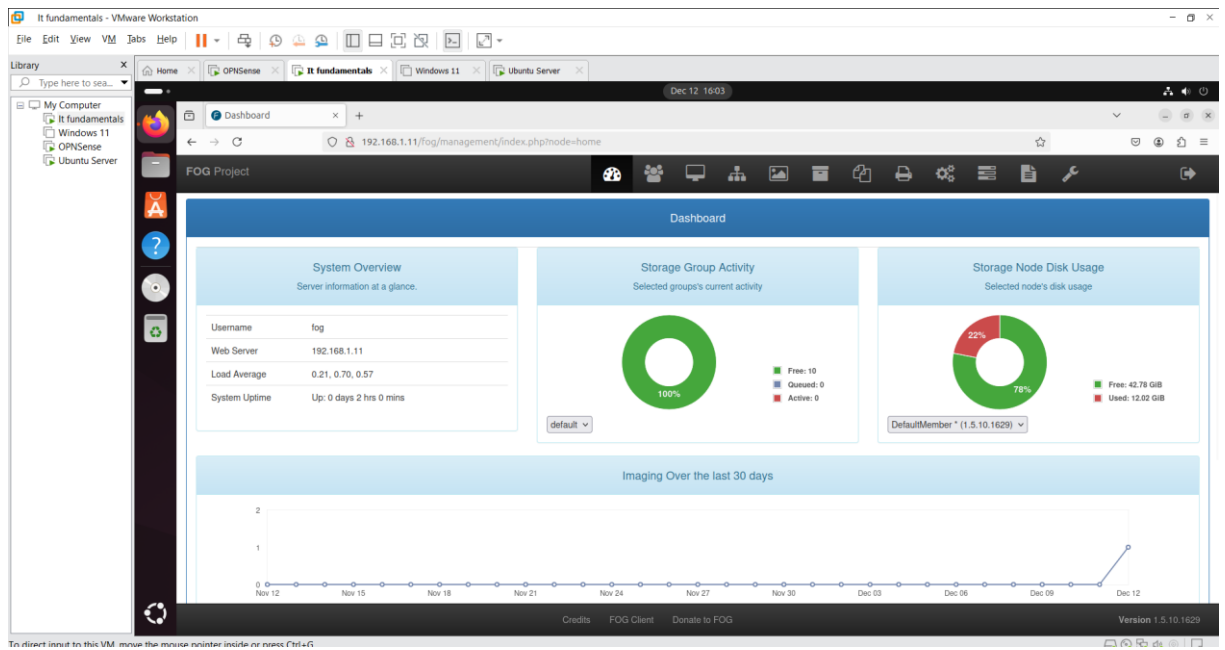 It fundamentals - VMware Workstation
File Edit View VM Tabs Help
Library X
Type here to sea...
My Computer
It fundamentals
Windows 11
OPNSense
Ubuntu Server
Home OPNSense It fundamentals Windows 11 Ubuntu Server
Dec 12 16:03
Dashboard
192.168.1.11/fog/management/index.php?node=home
FOG Project
Dashboard
System Overview
Server information at a glance.
Username fog
Web Server 192.168.1.11
Load Average 0.21, 0.70, 0.57
System Uptime Up: 0 days 2 hrs 0 mins
Storage Group Activity
Selected groups's current activity
100%
Free: 10
Queued: 0
Active: 0
default
Storage Node Disk Usage
Selected node's disk usage
22%
78%
Free: 42.78 GiB
Used: 12.02 GiB
DefaultMember * (1.5.10.1629)
Imaging Over the last 30 days
2
1
0
Nov 12 Nov 15 Nov 18 Nov 21 Nov 24 Nov 27 Nov 30 Dec 03 Dec 06 Dec 09 Dec 12
Credits FOG Client Donate to FOG
Version 1.5.10.1629
To direct input to this VM, move the mouse pointer inside or press Ctrl+G.